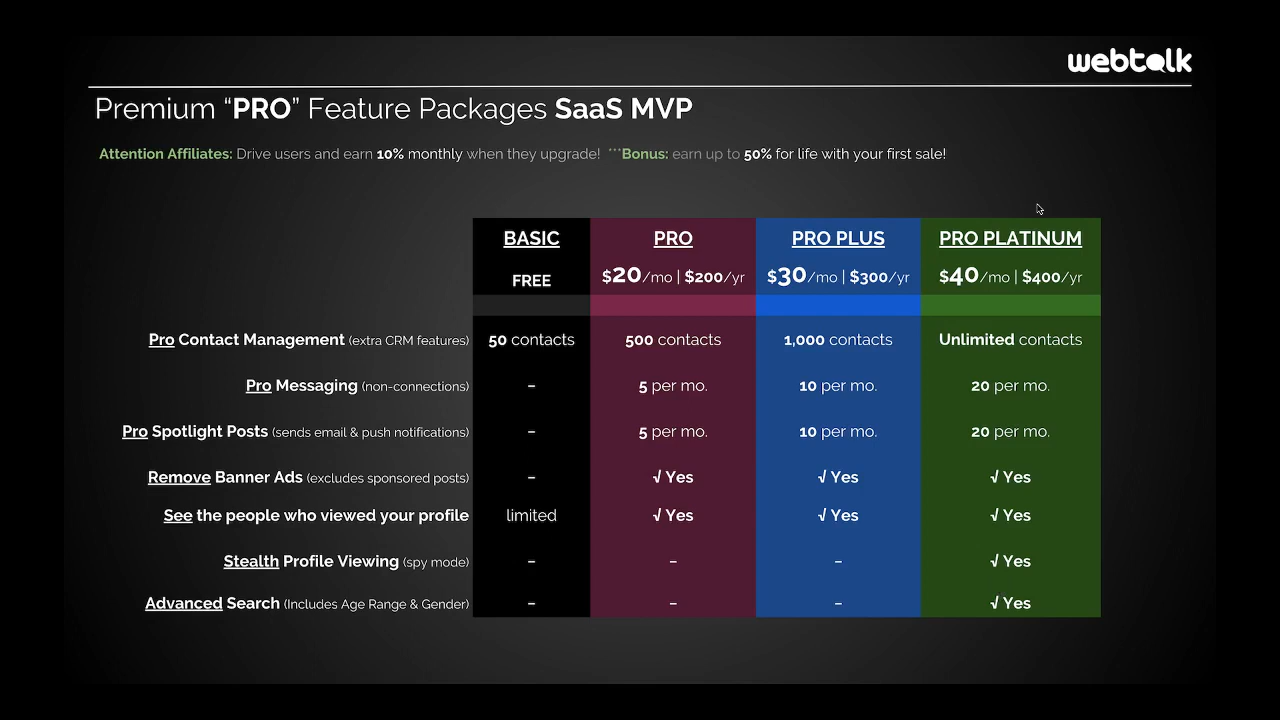 webtalk
Premium “PRO” Feature Packages SaaS MVP
Attention Affiliates: Drive users and earn 10% monthly when they upgrade! ***Bonus: earn up to 50% for life with your first sale!
BASIC PRO PRO PLUS PRO PLATINUM
FREE $20/mo | $200/yr $30/mo | $300/yr $40/mo | $400/yr
Pro Contact Management (extra CRM features) 50 contacts 500 contacts 1,000 contacts Unlimited contacts
Pro Messaging (non-connections) – 5 per mo. 10 per mo. 20 per mo.
Pro Spotlight Posts (sends email & push notifications) – 5 per mo. 10 per mo. 20 per mo.
Remove Banner Ads (excludes sponsored posts) – √ Yes √ Yes √ Yes
See the people who viewed your profile limited √ Yes √ Yes √ Yes
Stealth Profile Viewing (spy mode) – – – √ Yes
Advanced Search (Includes Age Range & Gender) – – – √ Yes